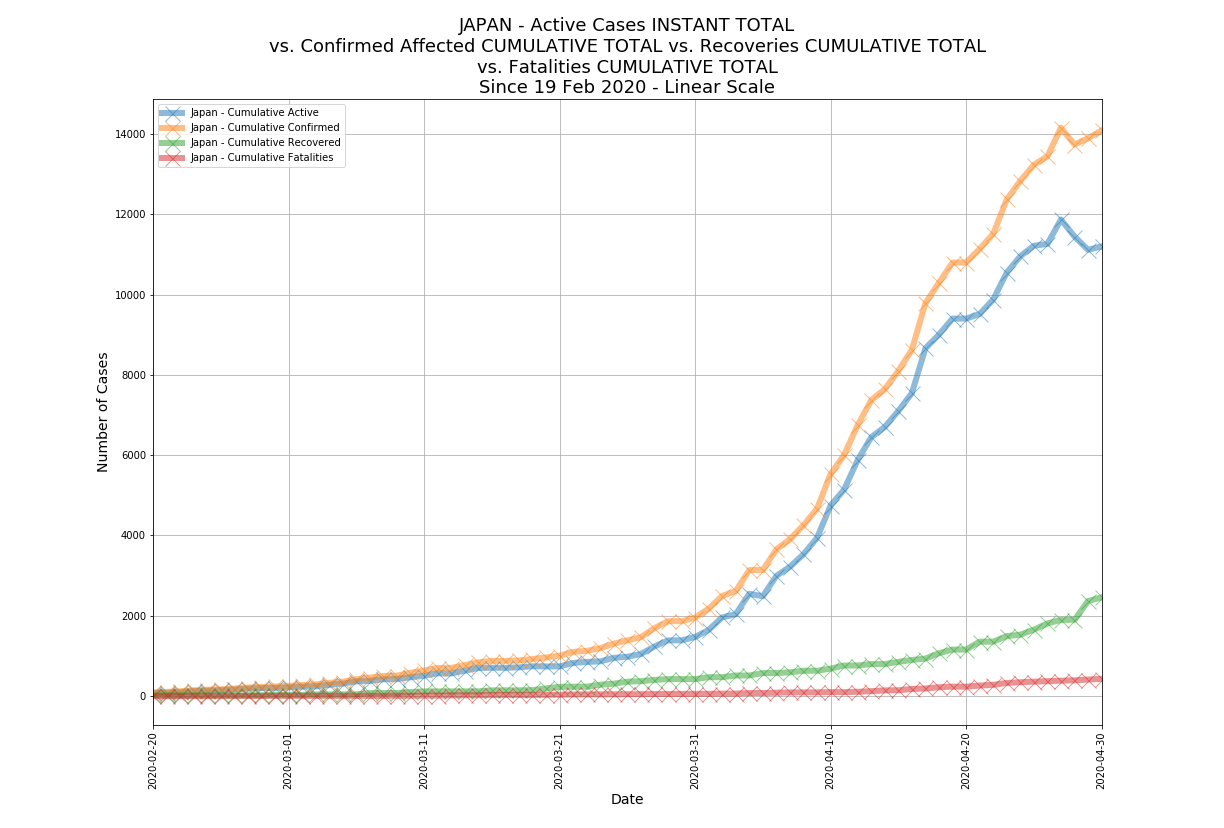 JAPAN - Active Cases INSTANT TOTAL
vs. Confirmed Affected CUMULATIVE TOTAL vs. Recoveries CUMULATIVE TOTAL
vs. Fatalities CUMULATIVE TOTAL
Since 19 Feb 2020 - Linear Scale
Japan - Cumulative Active
Japan - Cumulative Confirmed
Japan - Cumulative Recovered
Japan - Cumulative Fatalities
Number of Cases
14000
12000
10000
8000
6000
4000
2000
0
2020-02-20
2020-03-01
2020-03-11
2020-03-21
2020-03-31
2020-04-10
2020-04-20
2020-04-30
Date